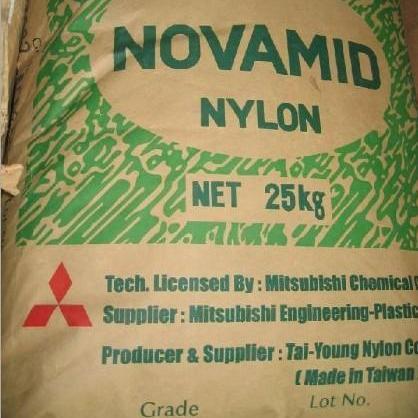 NOVAMID
NYLON
NET 25kg
Tech. Licensed By : Mitsubishi Chemical
Supplier : Mitsubishi Engineering-Plastic
Producer & Supplier : Tai-Young Nylon Co
( Made in Taiwan
Grade
Lot No.